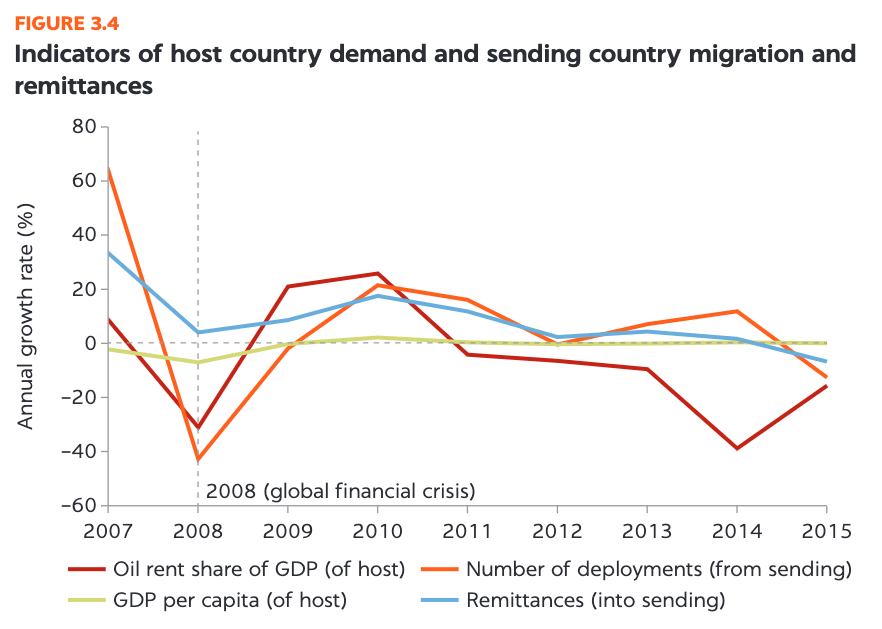 FIGURE 3.4
Indicators of host country demand and sending country migration and
remittances
Annual growth rate (%)
80
60
40
20
0
−20
−40
−60
2008 (global financial crisis)
2007 2008 2009 2010 2011 2012 2013 2014 2015
Oil rent share of GDP (of host) Number of deployments (from sending)
GDP per capita (of host) Remittances (into sending)